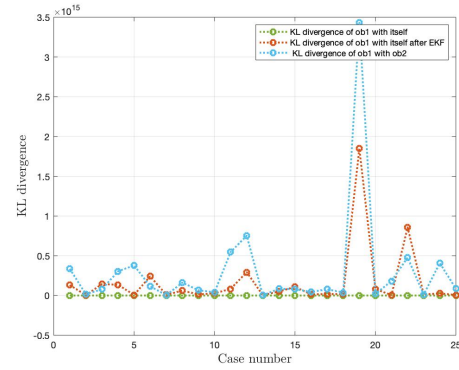 ×10^15
KL divergence of ob1 with itself
KL divergence of ob1 with itself after EKF
KL divergence of ob1 with ob2
3.5
3
2.5
2
1.5
1
0.5
0
-0.5
KL divergence
0 5 10 15 20 25
Case number